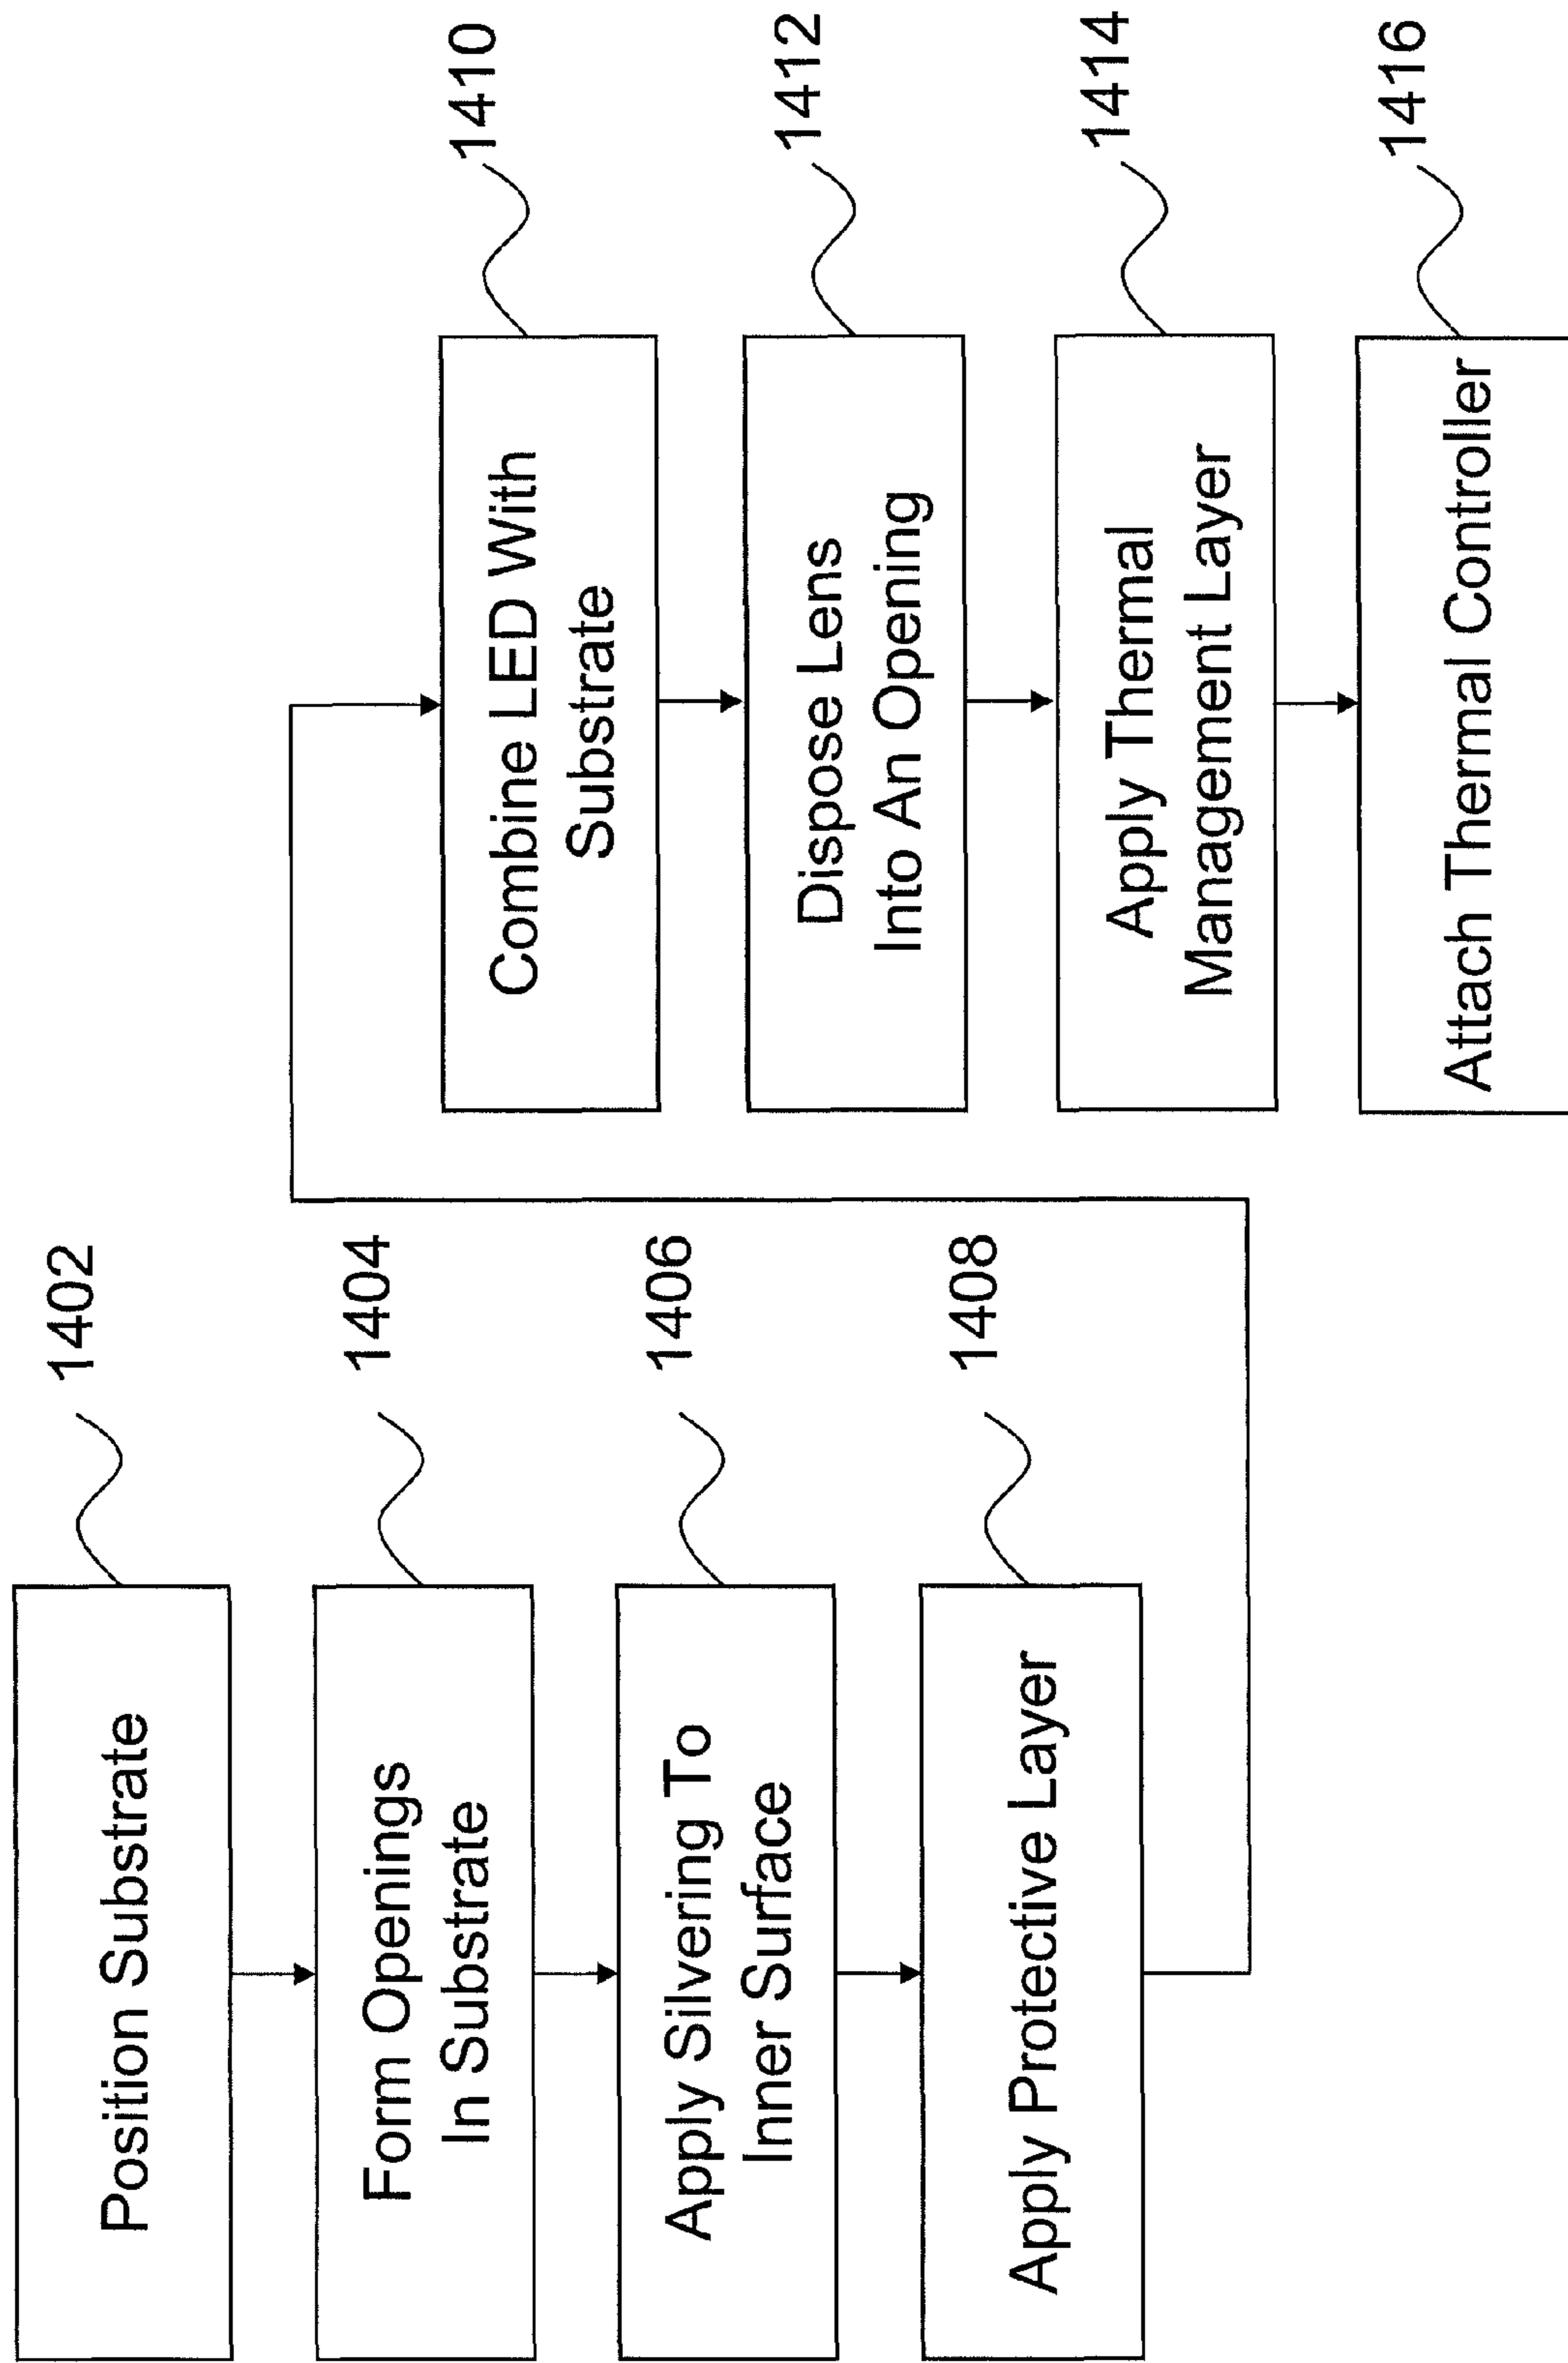 1402
Position Substrate
1404
Form Openings
In Substrate
1406
Apply Silvering To
Inner Surface
1408
Apply Protective Layer
1410
Combine LED With
Substrate
1412
Dispose Lens
Into An Opening
1414
Apply Thermal
Management Layer
1416
Attach Thermal Controller